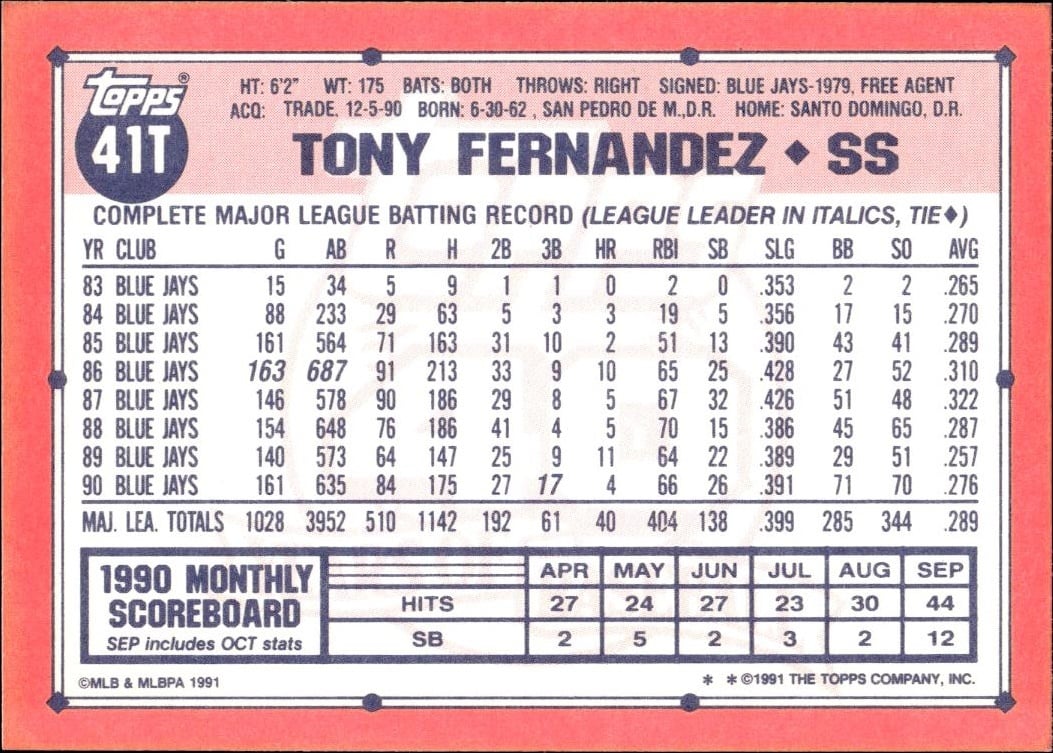 topps®
41T
HT: 6'2" WT: 175 BATS: BOTH THROWS: RIGHT SIGNED: BLUE JAYS-1979, FREE AGENT
ACQ: TRADE, 12-5-90 BORN: 6-30-62 , SAN PEDRO DE M.,D.R. HOME: SANTO DOMINGO, D.R.
TONY FERNANDEZ ◆ SS
COMPLETE MAJOR LEAGUE BATTING RECORD (LEAGUE LEADER IN ITALICS, TIE◆)
YR CLUB G AB R H 2B 3B HR RBI SB SLG BB SO AVG
83 BLUE JAYS 15 34 5 9 1 1 0 2 0 .353 2 2 .265
84 BLUE JAYS 88 233 29 63 5 3 3 19 5 .356 17 15 .270
85 BLUE JAYS 161 564 71 163 31 10 2 51 13 .390 43 41 .289
86 BLUE JAYS 163 687 91 213 33 9 10 65 25 .428 27 52 .310
87 BLUE JAYS 146 578 90 186 29 8 5 67 32 .426 51 48 .322
88 BLUE JAYS 154 648 76 186 41 4 5 70 15 .386 45 65 .287
89 BLUE JAYS 140 573 64 147 25 9 11 64 22 .389 29 51 .257
90 BLUE JAYS 161 635 84 175 27 17 4 66 26 .391 71 70 .276
MAJ. LEA. TOTALS 1028 3952 510 1142 192 61 40 404 138 .399 285 344 .289
1990 MONTHLY
SCOREBOARD
SEP includes OCT stats
APR MAY JUN JUL AUG SEP
HITS 27 24 27 23 30 44
SB 2 5 2 3 2 12
©MLB & MLBPA 1991
* * ©1991 THE TOPPS COMPANY, INC.